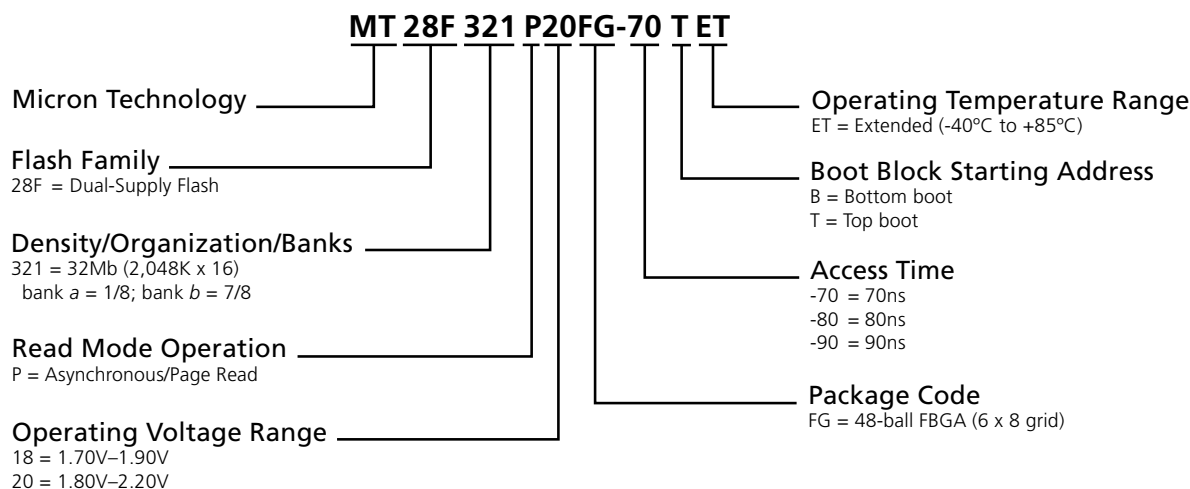 MT 28F 321 P20FG-70 T ET
Micron Technology
Flash Family
28F = Dual-Supply Flash
Density/Organization/Banks
321 = 32Mb (2,048K x 16)
bank a = 1/8; bank b = 7/8
Read Mode Operation
P = Asynchronous/Page Read
Operating Voltage Range
18 = 1.70V–1.90V
20 = 1.80V–2.20V
Operating Temperature Range
ET = Extended (-40ºC to +85ºC)
Boot Block Starting Address
B = Bottom boot
T = Top boot
Access Time
-70 = 70ns
-80 = 80ns
-90 = 90ns
Package Code
FG = 48-ball FBGA (6 x 8 grid)